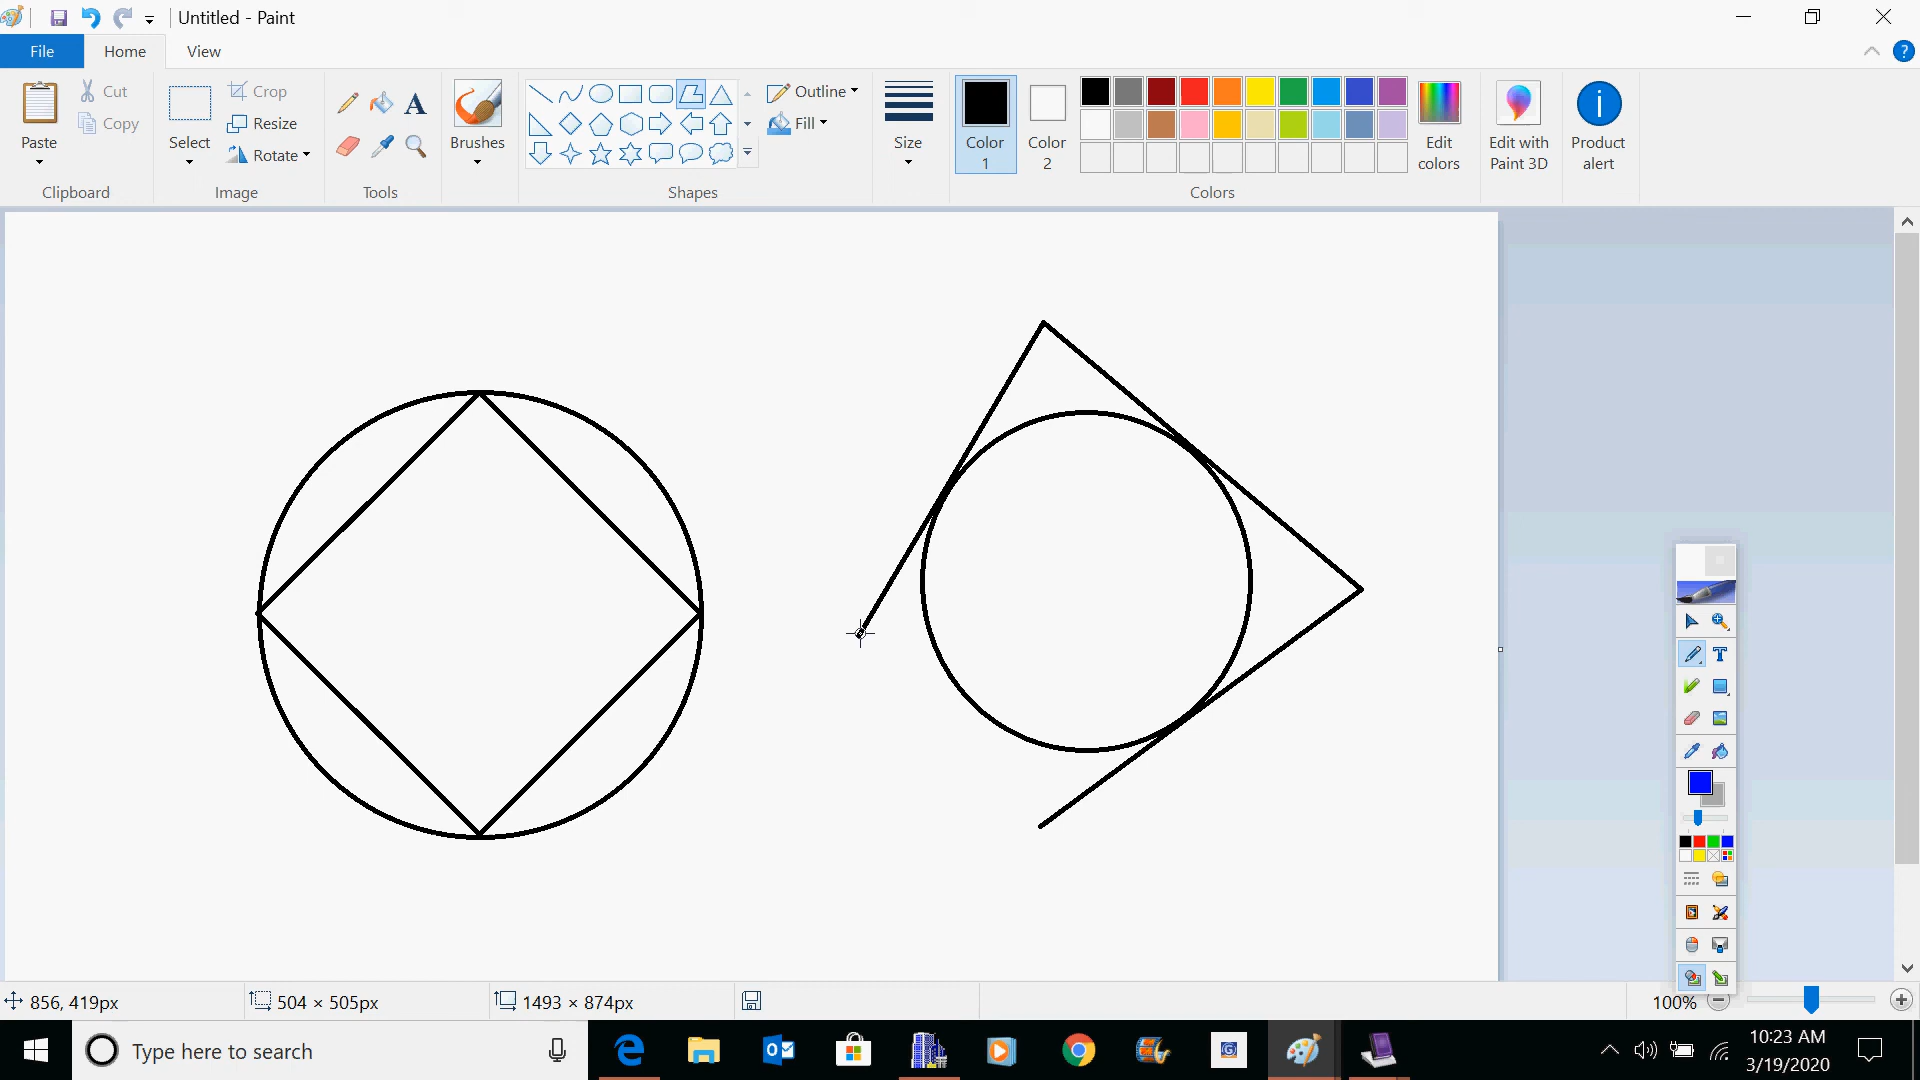 Untitled - Paint
File
Home
View
Paste
Cut
Copy
Clipboard
Select
Crop
Resize
Rotate
Image
A
Tools
Brushes
Outline
Fill
Shapes
Size
Color
1
Color
2
Colors
Edit
colors
Edit with
Paint 3D
Product
alert
?
T
856, 419px
504 × 505px
1493 × 874px
100%
Type here to search
10:23 AM
3/19/2020